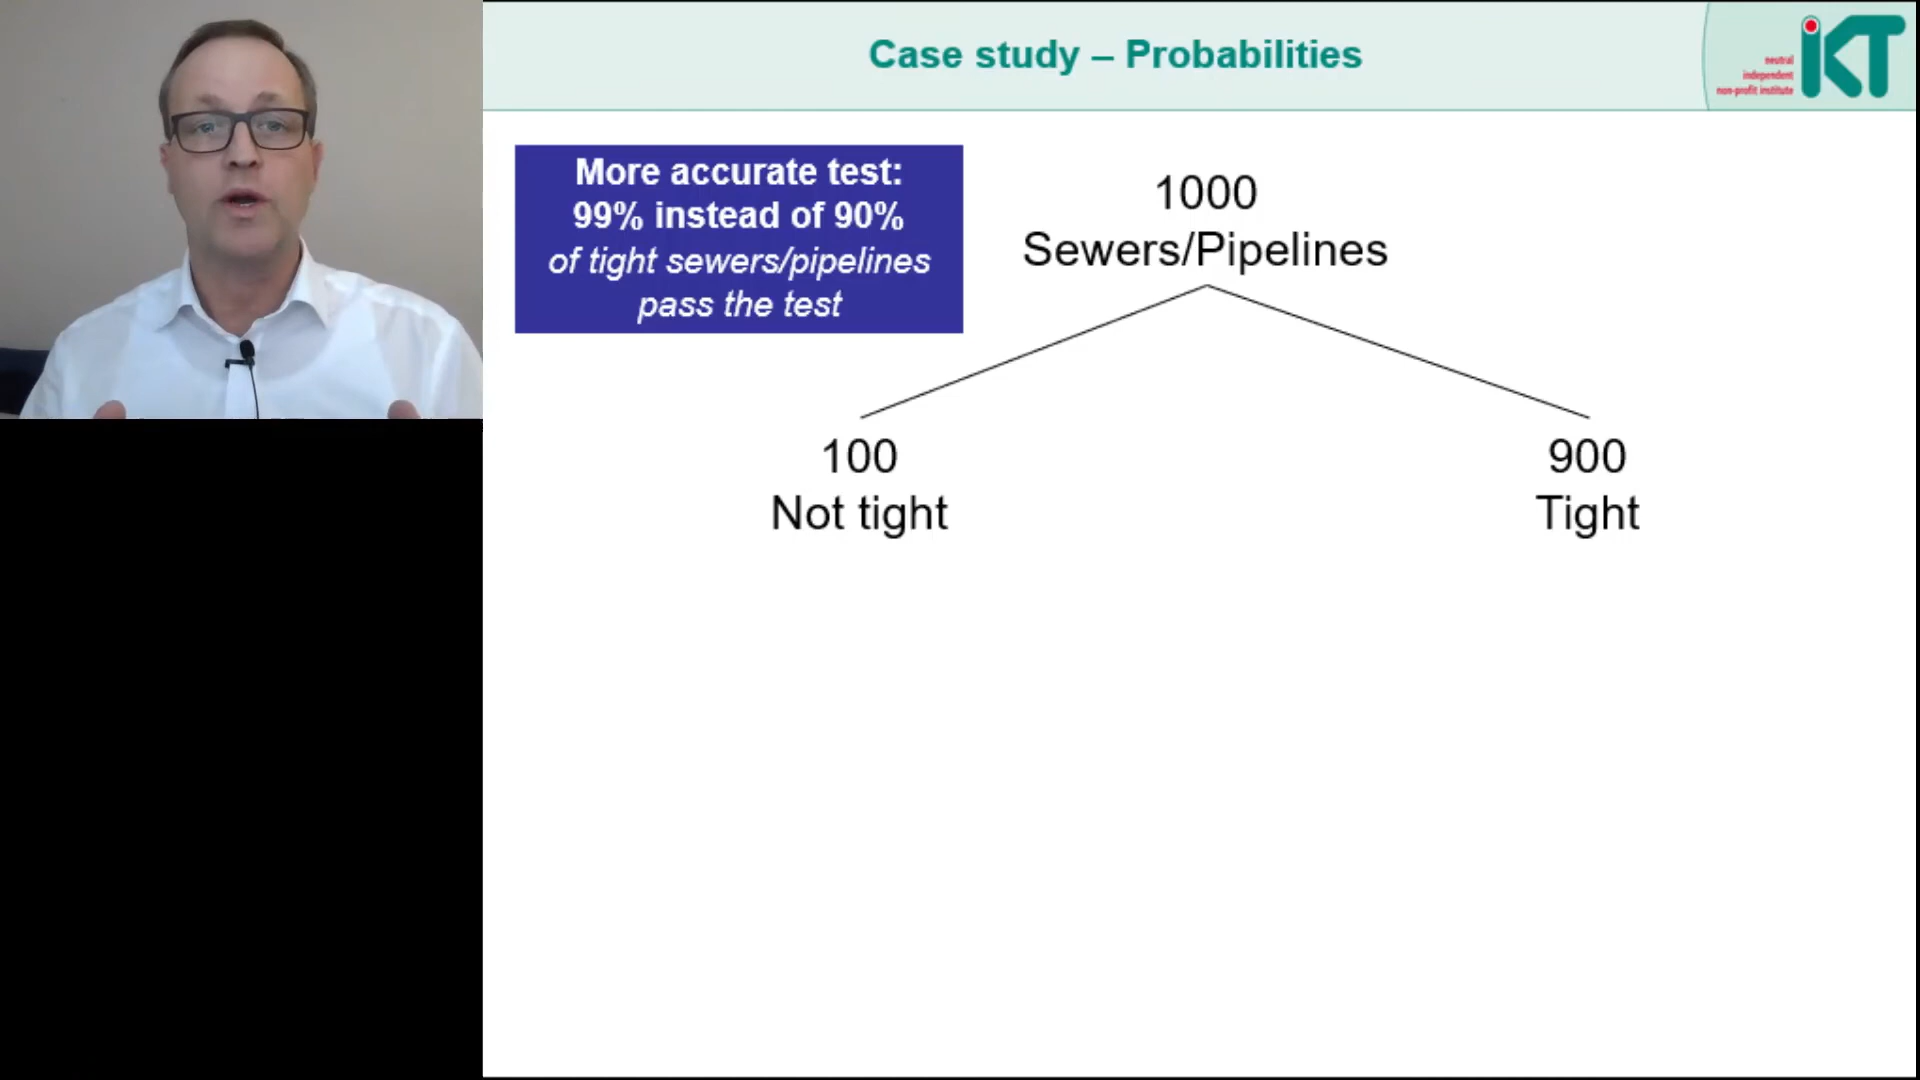 Case study – Probabilities
neutral
independent
non-profit institute
iKT
More accurate test:
99% instead of 90%
of tight sewers/pipelines
pass the test
1000
Sewers/Pipelines
100
Not tight
900
Tight